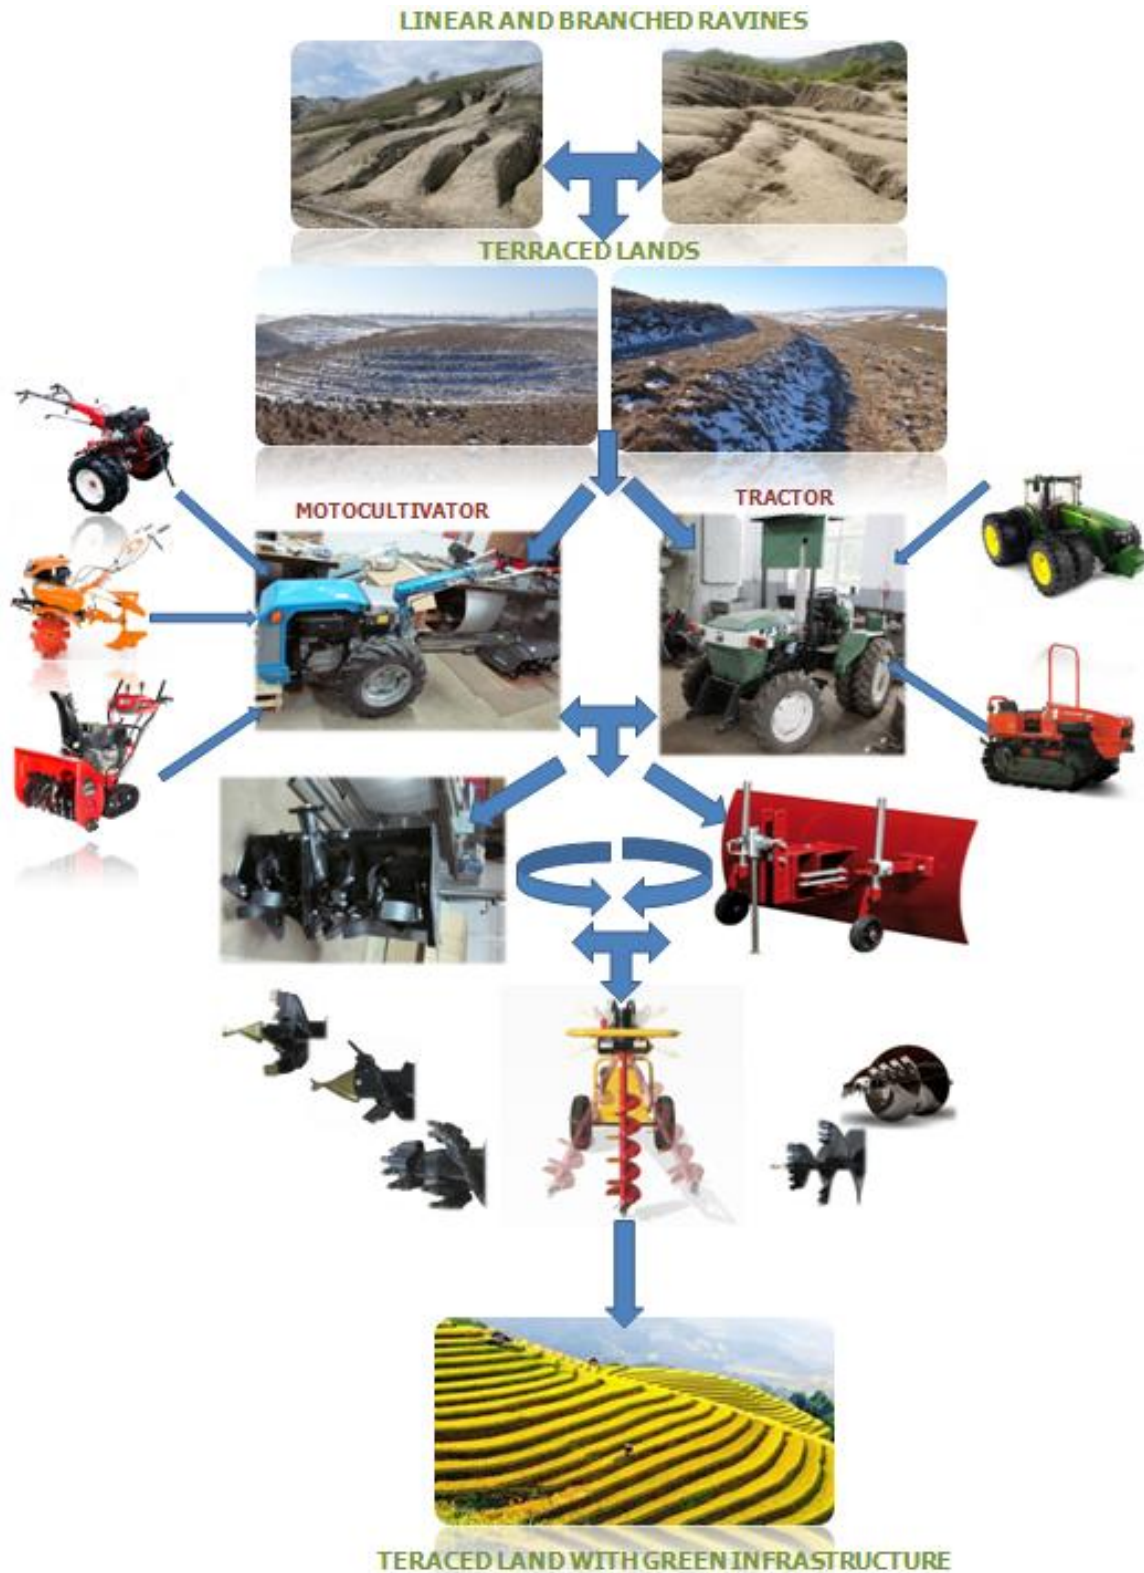 LINEAR AND BRANCHED RAVINES
TERRACED LANDS
MOTOCULTIVATOR
TRACTOR
TERACED LAND WITH GREEN INFRASTRUCTURE